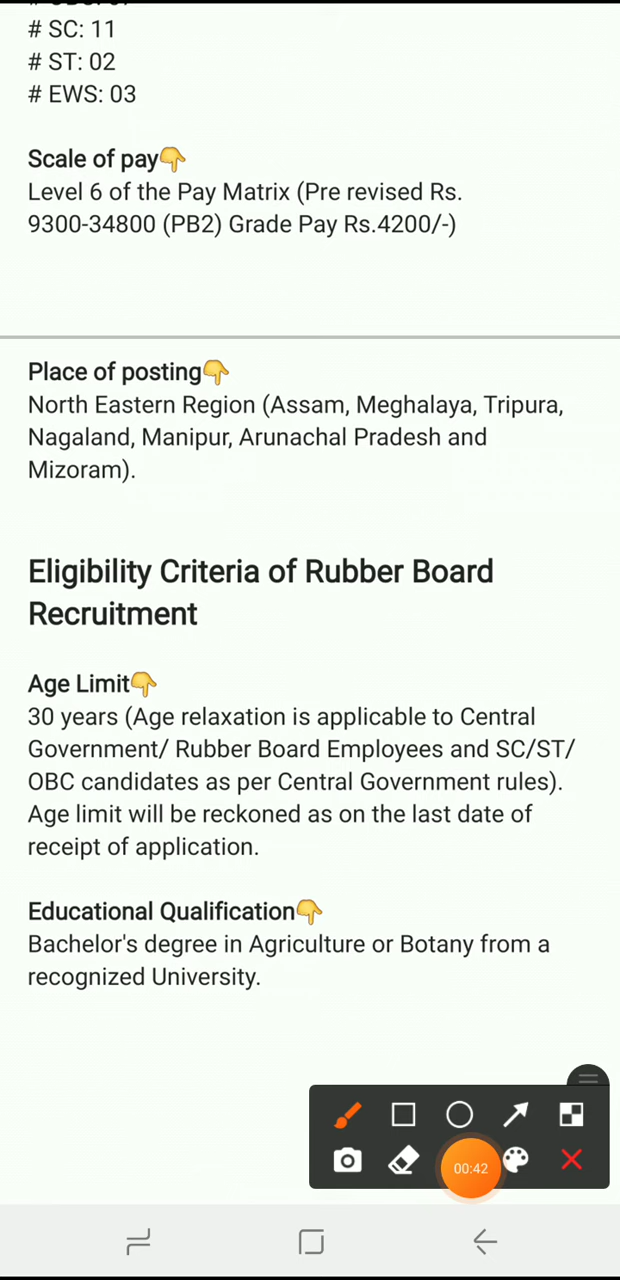 # SC: 11
# ST: 02
# EWS: 03
Scale of pay👇
Level 6 of the Pay Matrix (Pre revised Rs.
9300-34800 (PB2) Grade Pay Rs.4200/-)
Place of posting👇
North Eastern Region (Assam, Meghalaya, Tripura,
Nagaland, Manipur, Arunachal Pradesh and
Mizoram).
Eligibility Criteria of Rubber Board
Recruitment
Age Limit👇
30 years (Age relaxation is applicable to Central
Government/ Rubber Board Employees and SC/ST/
OBC candidates as per Central Government rules).
Age limit will be reckoned as on the last date of
receipt of application.
Educational Qualification👇
Bachelor's degree in Agriculture or Botany from a
recognized University.
00:42